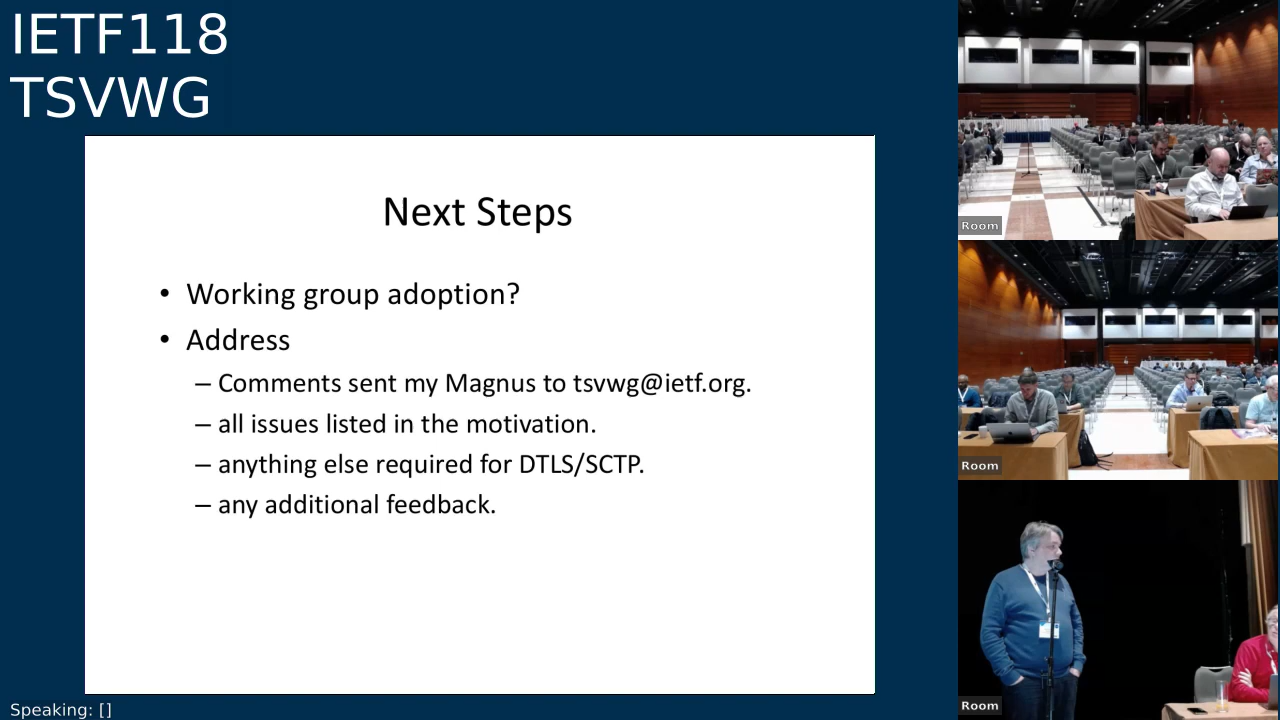 IETF118
TSVWG
Next Steps
• Working group adoption?
• Address
– Comments sent my Magnus to tsvwg@ietf.org.
– all issues listed in the motivation.
– anything else required for DTLS/SCTP.
– any additional feedback.
Room
Room
Room
Speaking: []